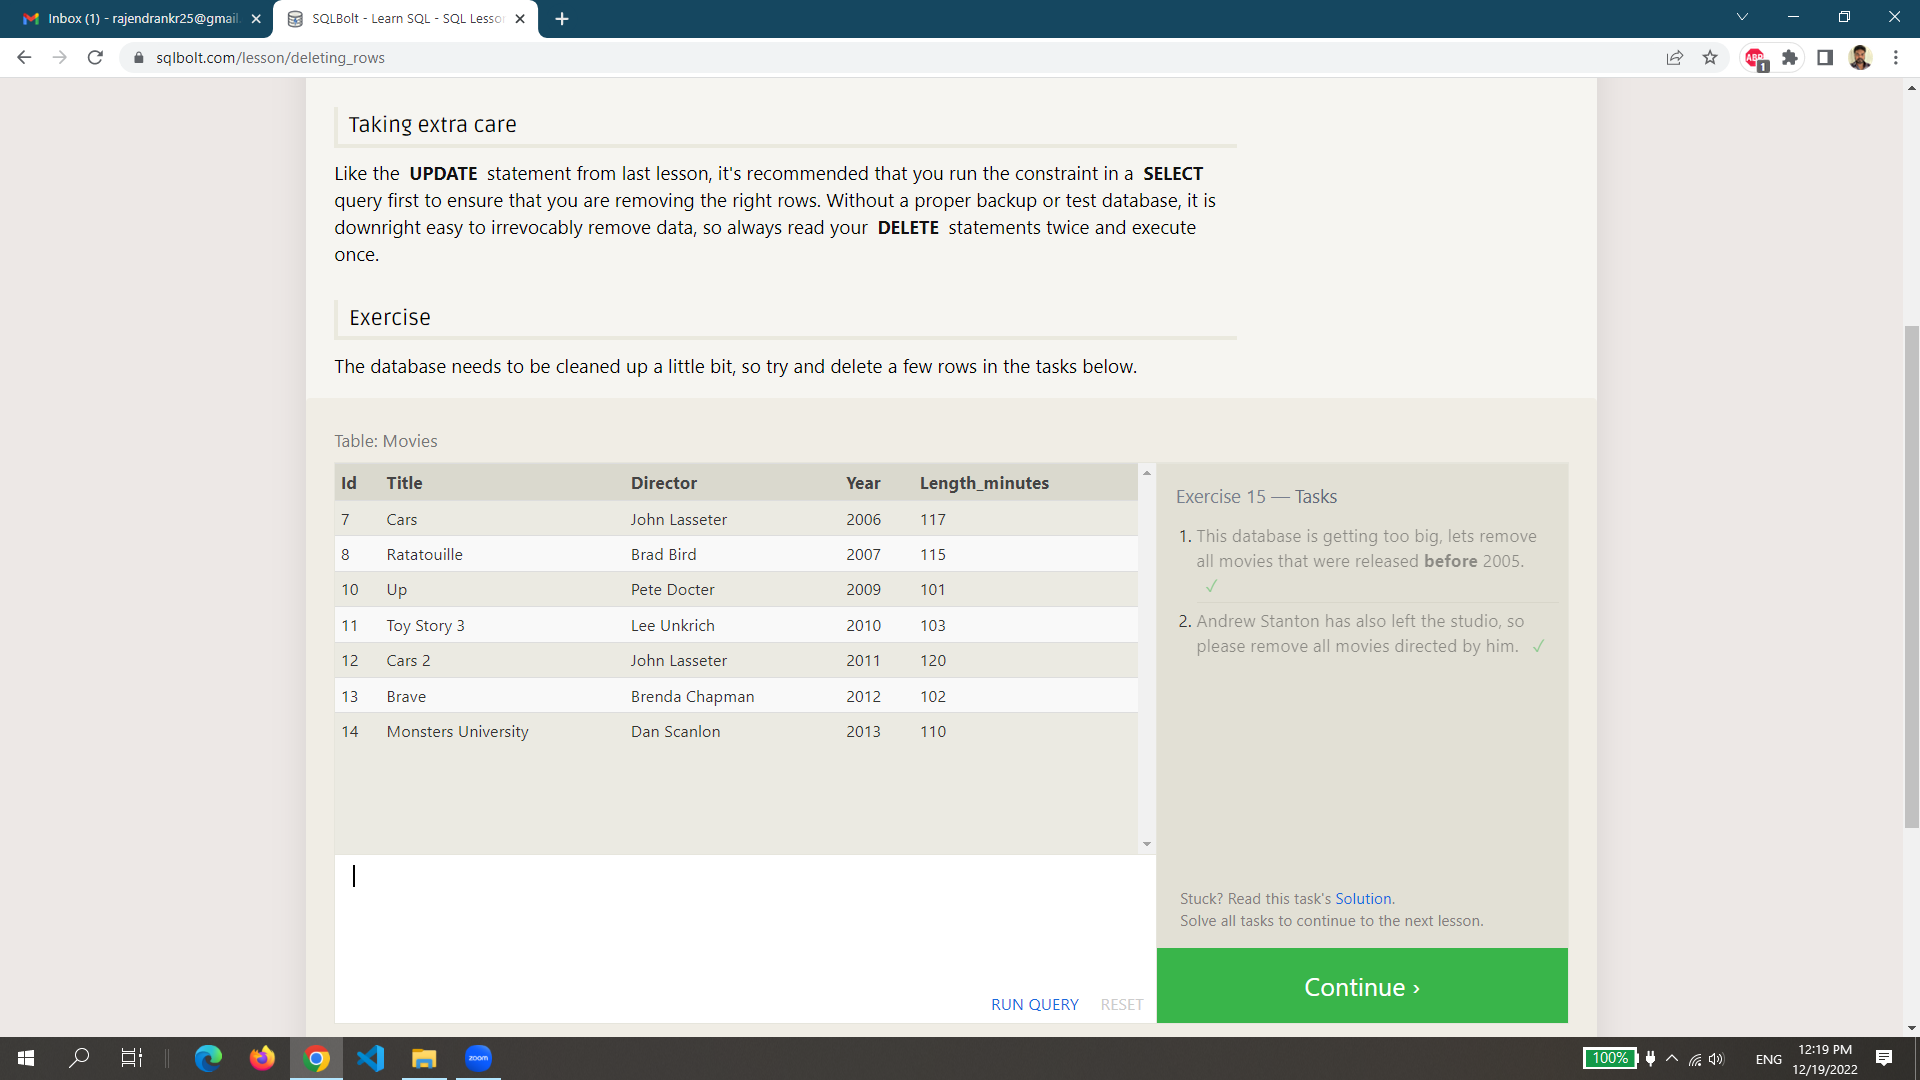 Inbox (1) - rajendrankr25@gmail.
SQLBolt - Learn SQL - SQL Lesson
sqlbolt.com/lesson/deleting_rows
ABP
1
Taking extra care
Like the UPDATE statement from last lesson, it's recommended that you run the constraint in a SELECT
query first to ensure that you are removing the right rows. Without a proper backup or test database, it is
downright easy to irrevocably remove data, so always read your DELETE statements twice and execute
once.
Exercise
The database needs to be cleaned up a little bit, so try and delete a few rows in the tasks below.
Table: Movies
Id Title Director Year Length_minutes
7 Cars John Lasseter 2006 117
8 Ratatouille Brad Bird 2007 115
10 Up Pete Docter 2009 101
11 Toy Story 3 Lee Unkrich 2010 103
12 Cars 2 John Lasseter 2011 120
13 Brave Brenda Chapman 2012 102
14 Monsters University Dan Scanlon 2013 110
RUN QUERY RESET
Exercise 15 — Tasks
1. This database is getting too big, lets remove
all movies that were released before 2005.
✓
2. Andrew Stanton has also left the studio, so
please remove all movies directed by him. ✓
Stuck? Read this task's Solution.
Solve all tasks to continue to the next lesson.
Continue ›
zoom
100%
ENG
12:19 PM
12/19/2022